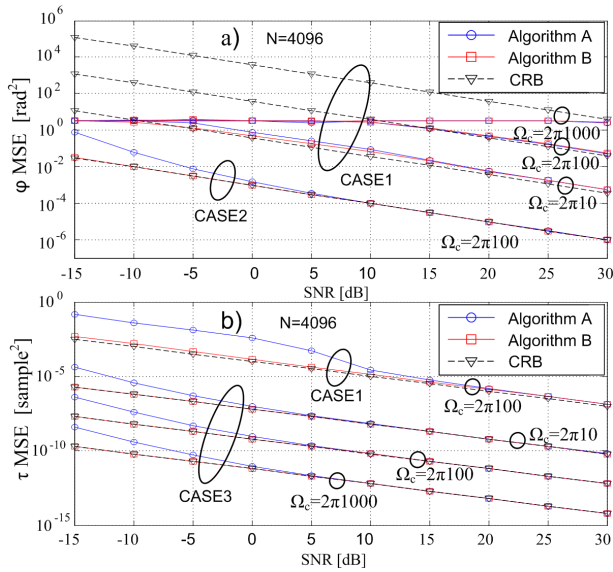 a)
N=4096
Algorithm A
Algorithm B
CRB
10^6
10^4
10^2
10^0
10^-2
10^-4
10^-6
φ MSE [rad^2]
Ω_c=2π1000
Ω_c=2π100
Ω_c=2π10
CASE1
CASE2
Ω_c=2π100
-15 -10 -5 0 5 10 15 20 25 30
SNR [dB]
b)
N=4096
Algorithm A
Algorithm B
CRB
10^0
10^-5
10^-10
10^-15
τ MSE [sample^2]
CASE1
Ω_c=2π100
Ω_c=2π10
Ω_c=2π100
CASE3
Ω_c=2π1000
-15 -10 -5 0 5 10 15 20 25 30
SNR [dB]